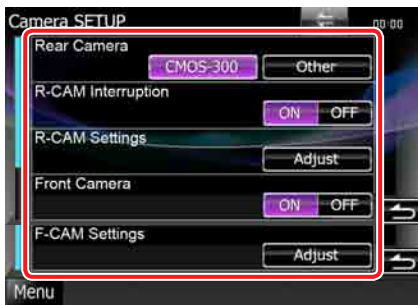 Camera SETUP 00:00
Rear Camera
CMOS-300 Other
R-CAM Interruption
ON OFF
R-CAM Settings
Adjust
Front Camera
ON OFF
F-CAM Settings
Adjust
Menu